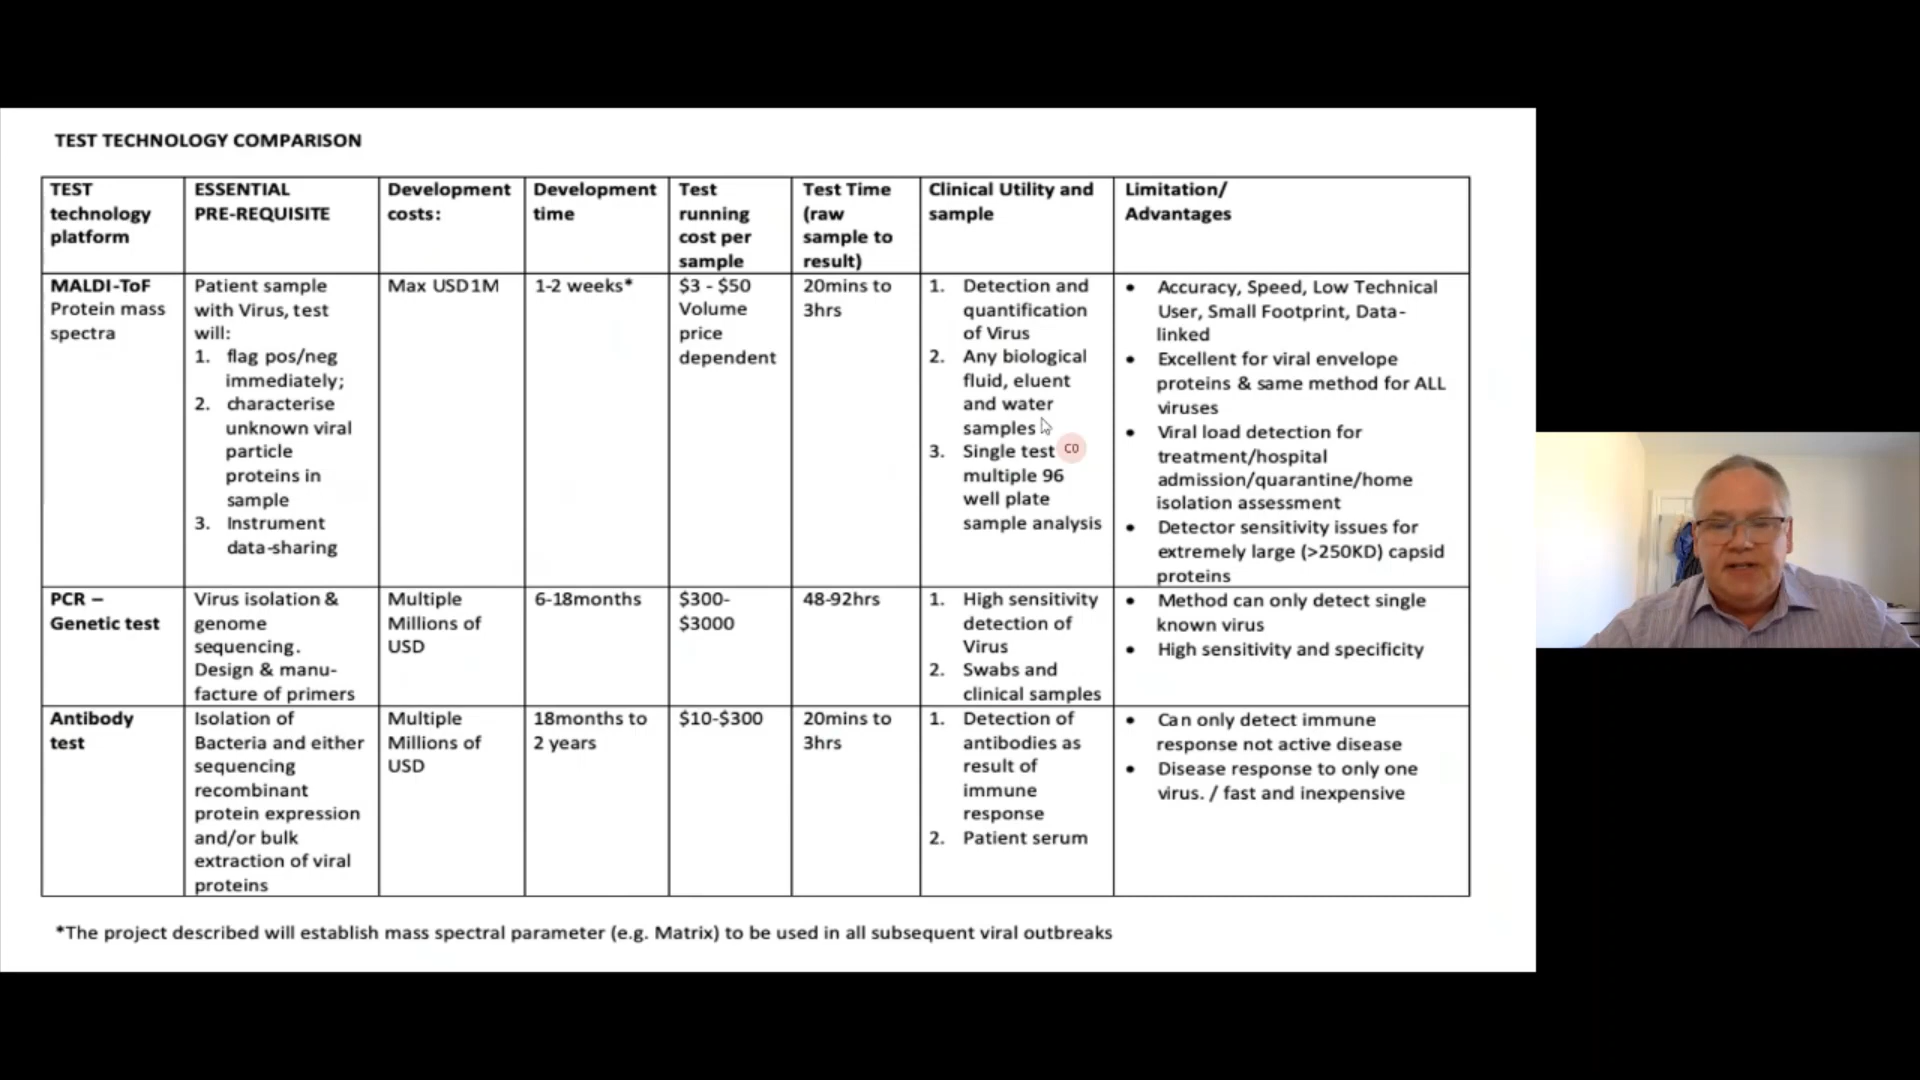 TEST TECHNOLOGY COMPARISON
TEST
technology
platform
ESSENTIAL
PRE-REQUISITE
Development
costs:
Development
time
Test
running
cost per
sample
Test Time
(raw
sample to
result)
Clinical Utility and
sample
Limitation/
Advantages
MALDI-ToF
Protein mass
spectra
Patient sample
with Virus, test
will:
1. flag pos/neg
immediately;
2. characterise
unknown viral
particle
proteins in
sample
3. Instrument
data-sharing
Max USD1M
1-2 weeks*
$3 - $50
Volume
price
dependent
20mins to
3hrs
1. Detection and
quantification
of Virus
2. Any biological
fluid, eluent
and water
samples
3. Single test
multiple 96
well plate
sample analysis
CO
• Accuracy, Speed, Low Technical
User, Small Footprint, Data-
linked
• Excellent for viral envelope
proteins & same method for ALL
viruses
• Viral load detection for
treatment/hospital
admission/quarantine/home
isolation assessment
• Detector sensitivity issues for
extremely large (>250KD) capsid
proteins
PCR –
Genetic test
Virus isolation &
genome
sequencing.
Design & manu-
facture of primers
Multiple
Millions of
USD
6-18months
$300-
$3000
48-92hrs
1. High sensitivity
detection of
Virus
2. Swabs and
clinical samples
• Method can only detect single
known virus
• High sensitivity and specificity
Antibody
test
Isolation of
Bacteria and either
sequencing
recombinant
protein expression
and/or bulk
extraction of viral
proteins
Multiple
Millions of
USD
18months to
2 years
$10-$300
20mins to
3hrs
1. Detection of
antibodies as
result of
immune
response
2. Patient serum
• Can only detect immune
response not active disease
• Disease response to only one
virus. / fast and inexpensive
*The project described will establish mass spectral parameter (e.g. Matrix) to be used in all subsequent viral outbreaks